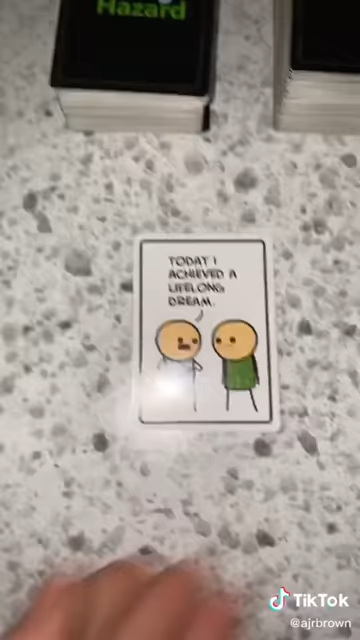 Hazard
TODAY I
ACHIEVED A
LIFELONG
DREAM.
TikTok
@ajrbrown